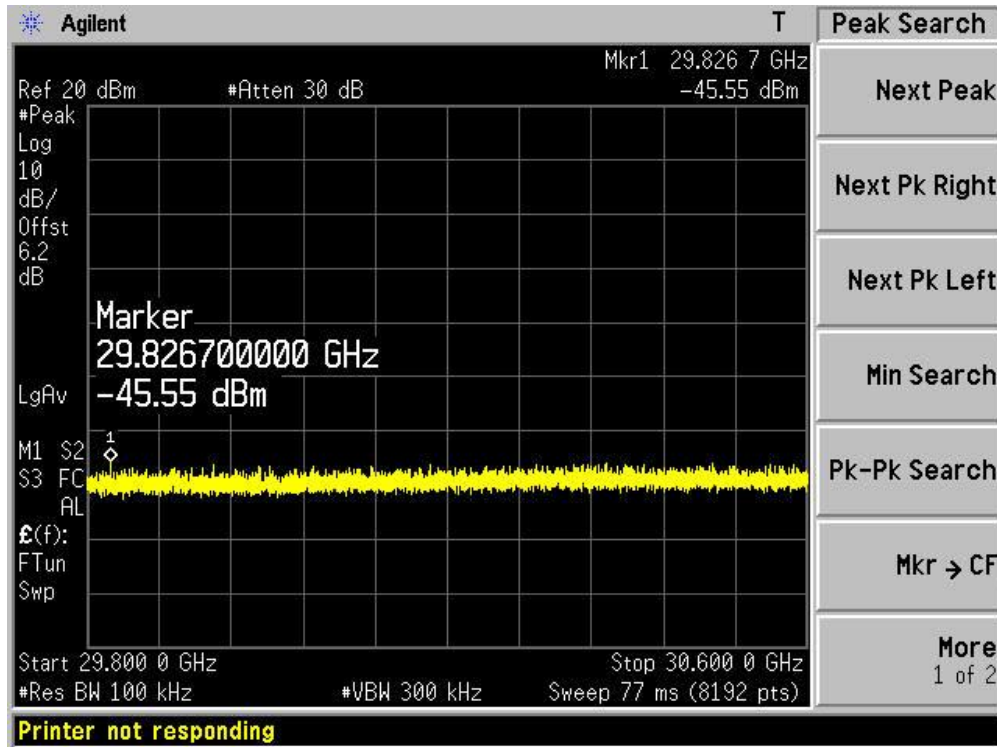 Agilent T Peak Search
Mkr1 29.826 7 GHz
Ref 20 dBm #Atten 30 dB -45.55 dBm
#Peak
Log
10
dB/
Offst
6.2
dB
Marker
29.826700000 GHz
-45.55 dBm
LgAv
1
M1 S2
S3 FC
AL
£(f):
FTun
Swp
Start 29.800 0 GHz Stop 30.600 0 GHz
#Res BW 100 kHz #VBW 300 kHz Sweep 77 ms (8192 pts)
Printer not responding
Next Peak
Next Pk Right
Next Pk Left
Min Search
Pk-Pk Search
Mkr → CF
More
1 of 2